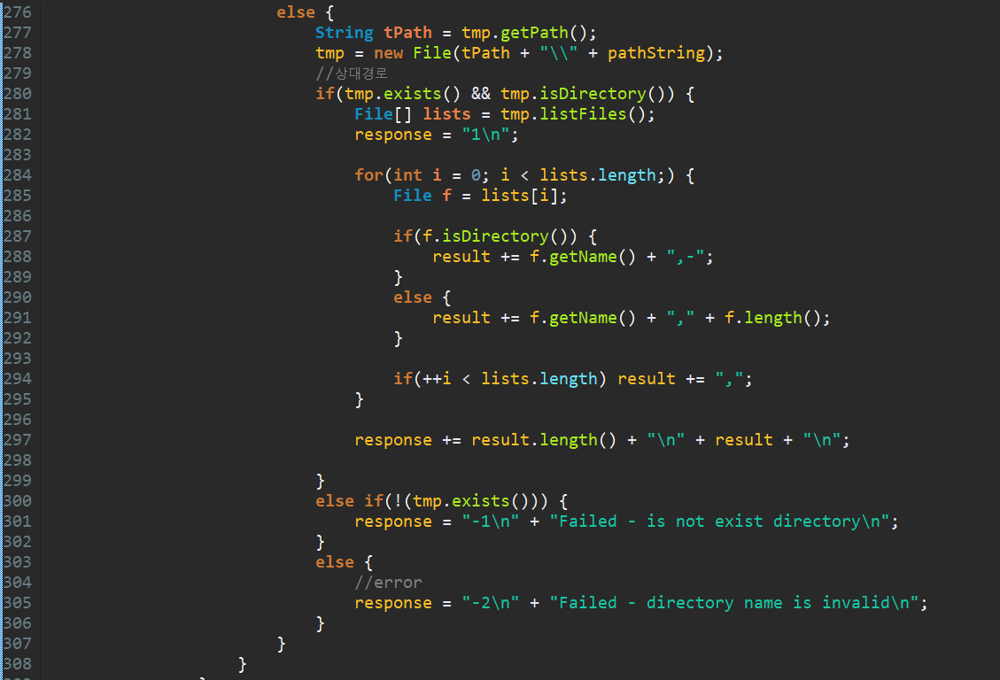 276 else {
277 String tPath = tmp.getPath();
278 tmp = new File(tPath + "\\" + pathString);
279 //상대경로
280 if(tmp.exists() && tmp.isDirectory()) {
281 File[] lists = tmp.listFiles();
282 response = "1\n";
283
284 for(int i = 0; i < lists.length;) {
285 File f = lists[i];
286
287 if(f.isDirectory()) {
288 result += f.getName() + ",-";
289 }
290 else {
291 result += f.getName() + "," + f.length();
292 }
293
294 if(++i < lists.length) result += ",";
295 }
296
297 response += result.length() + "\n" + result + "\n";
298
299 }
300 else if(!(tmp.exists())) {
301 response = "-1\n" + "Failed - is not exist directory\n";
302 }
303 else {
304 //error
305 response = "-2\n" + "Failed - directory name is invalid\n";
306 }
307 }
308 }